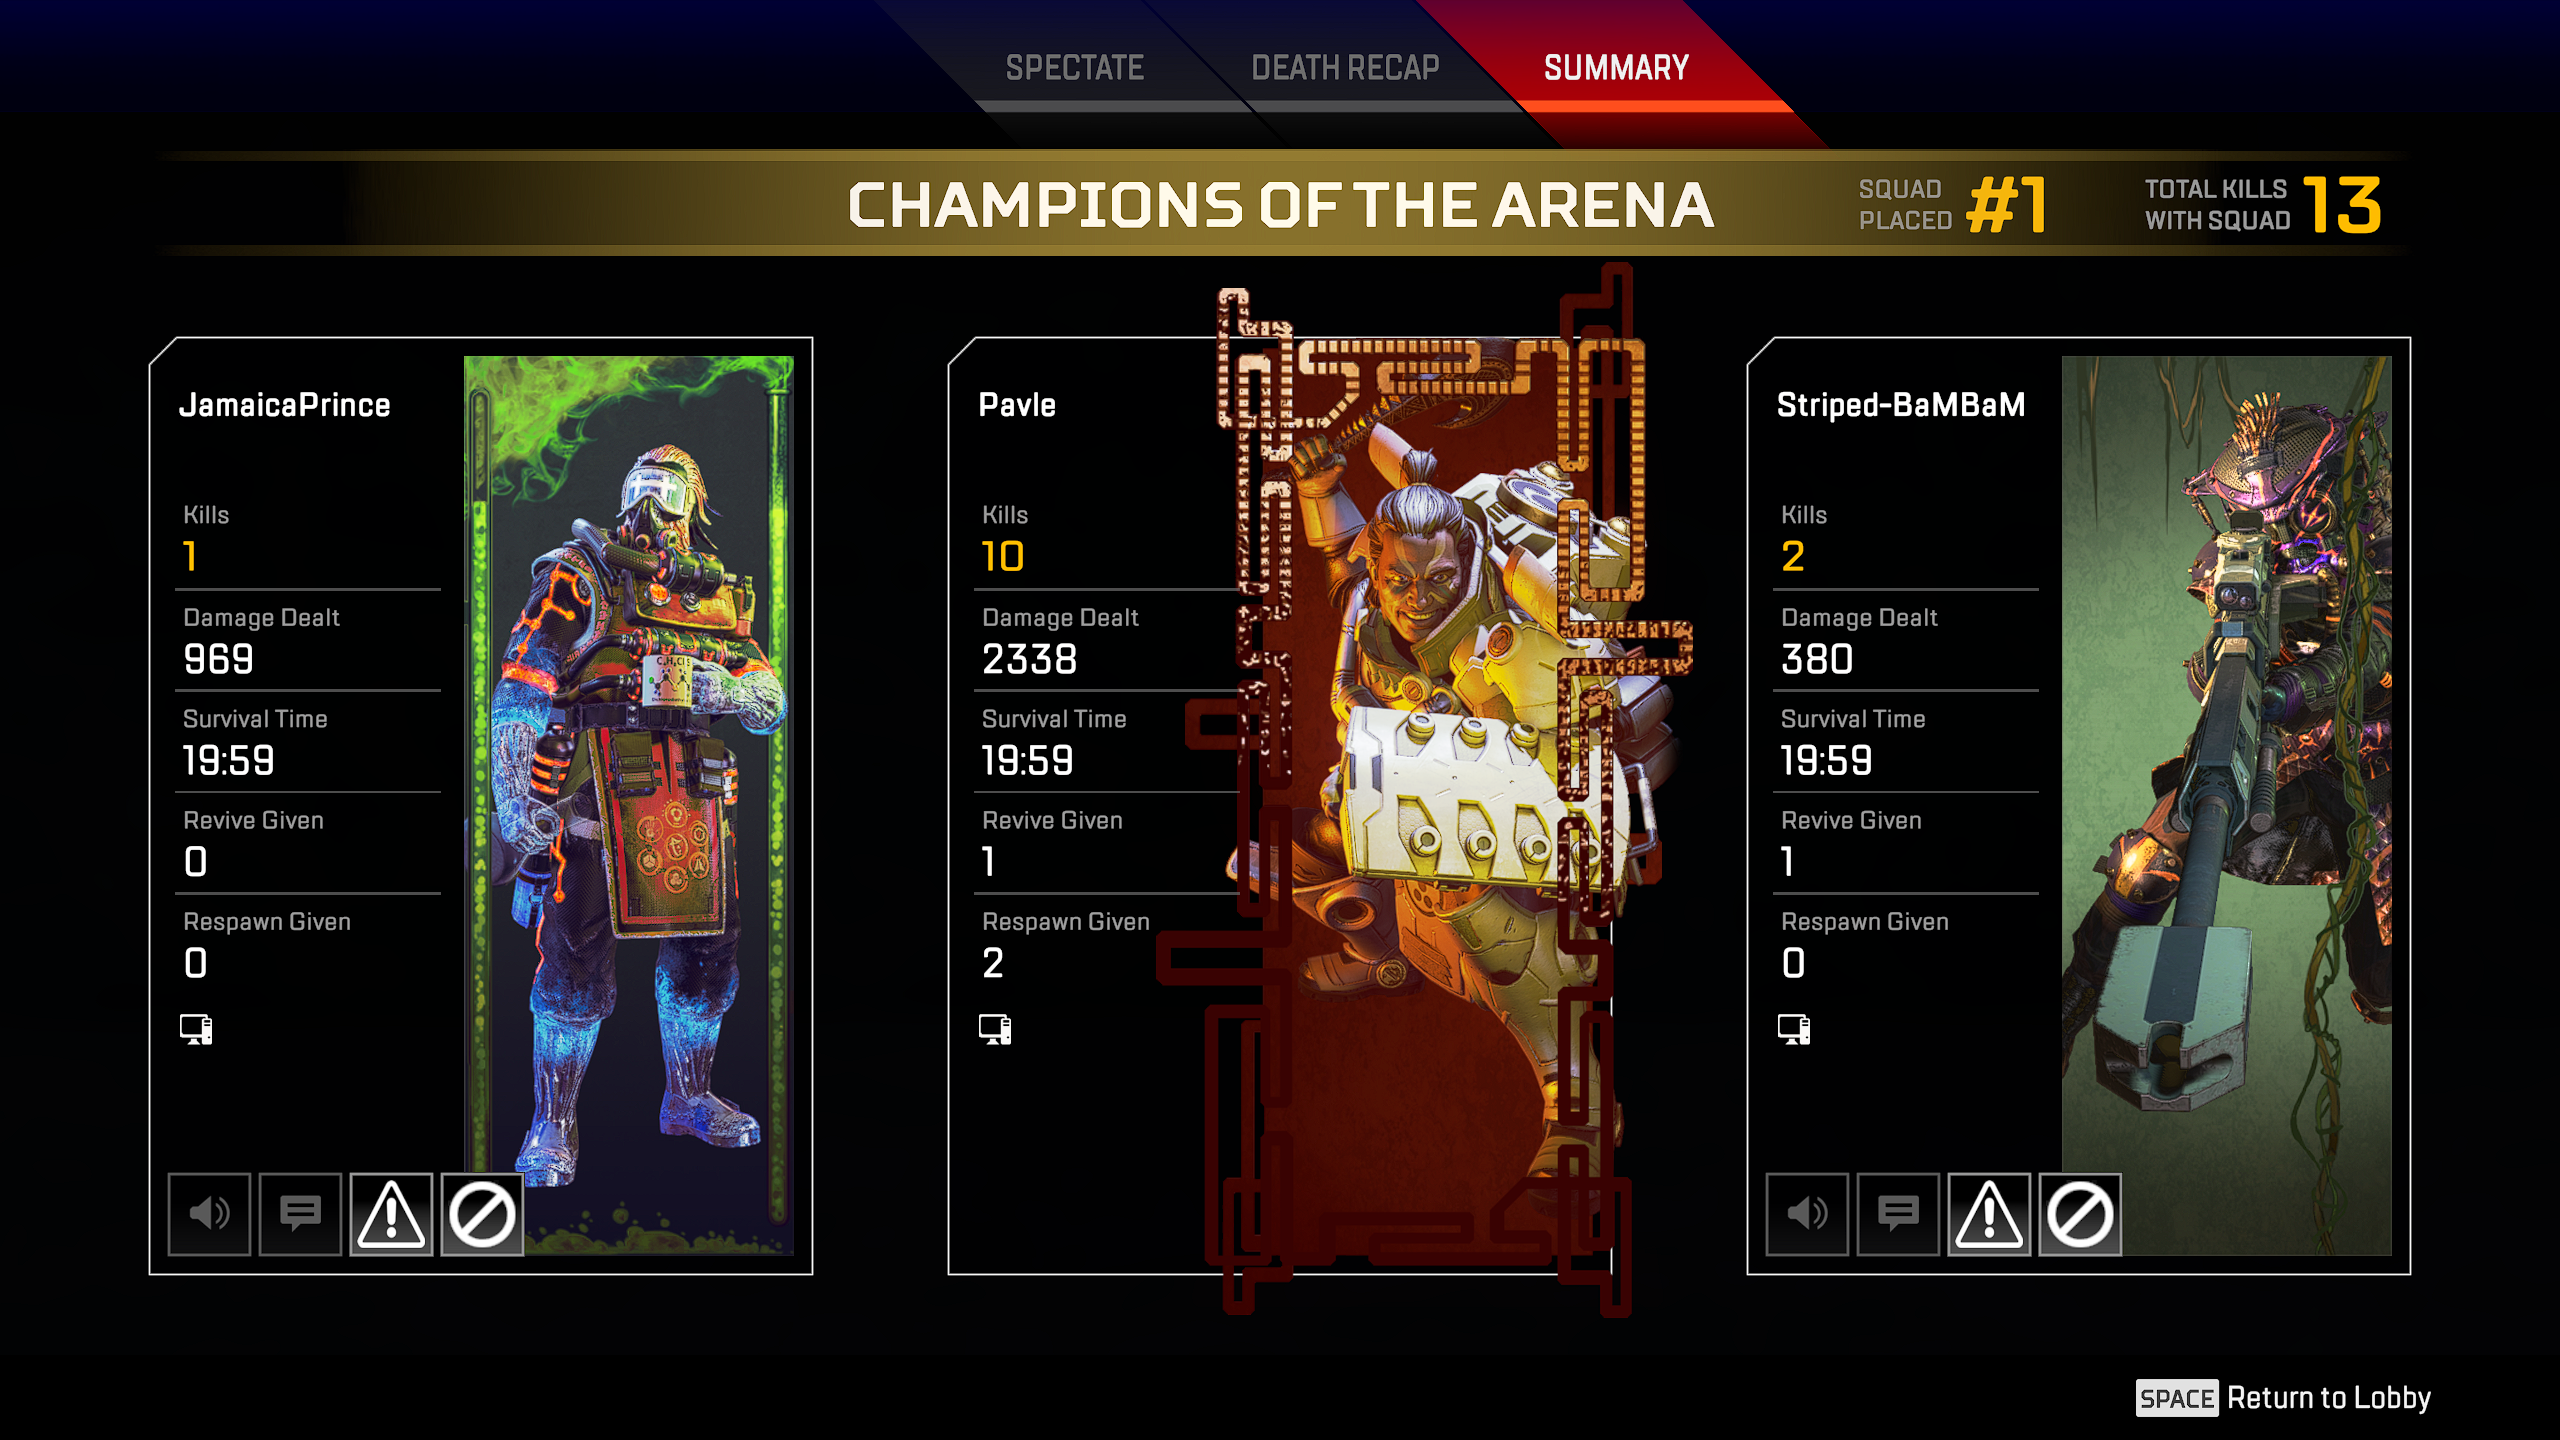 SPECTATE
DEATH RECAP
SUMMARY
CHAMPIONS OF THE ARENA
SQUAD
PLACED
#1
TOTAL KILLS
WITH SQUAD
13
JamaicaPrince
Kills
1
Damage Dealt
969
Survival Time
19:59
Revive Given
0
Respawn Given
0
Pavle
Kills
10
Damage Dealt
2338
Survival Time
19:59
Revive Given
1
Respawn Given
2
Striped-BaMBaM
Kills
2
Damage Dealt
380
Survival Time
19:59
Revive Given
1
Respawn Given
0
SPACE Return to Lobby